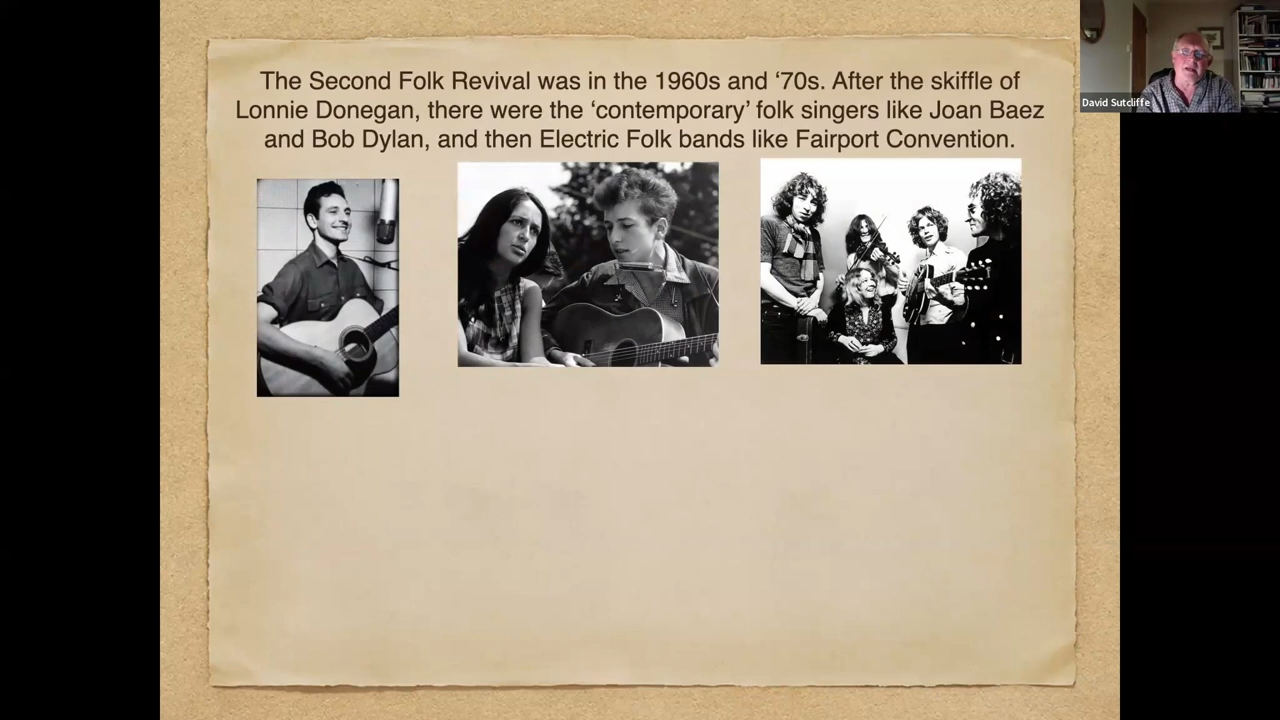 The Second Folk Revival was in the 1960s and ‘70s. After the skiffle of
Lonnie Donegan, there were the ‘contemporary’ folk singers like Joan Baez
and Bob Dylan, and then Electric Folk bands like Fairport Convention.
David Sutcliffe